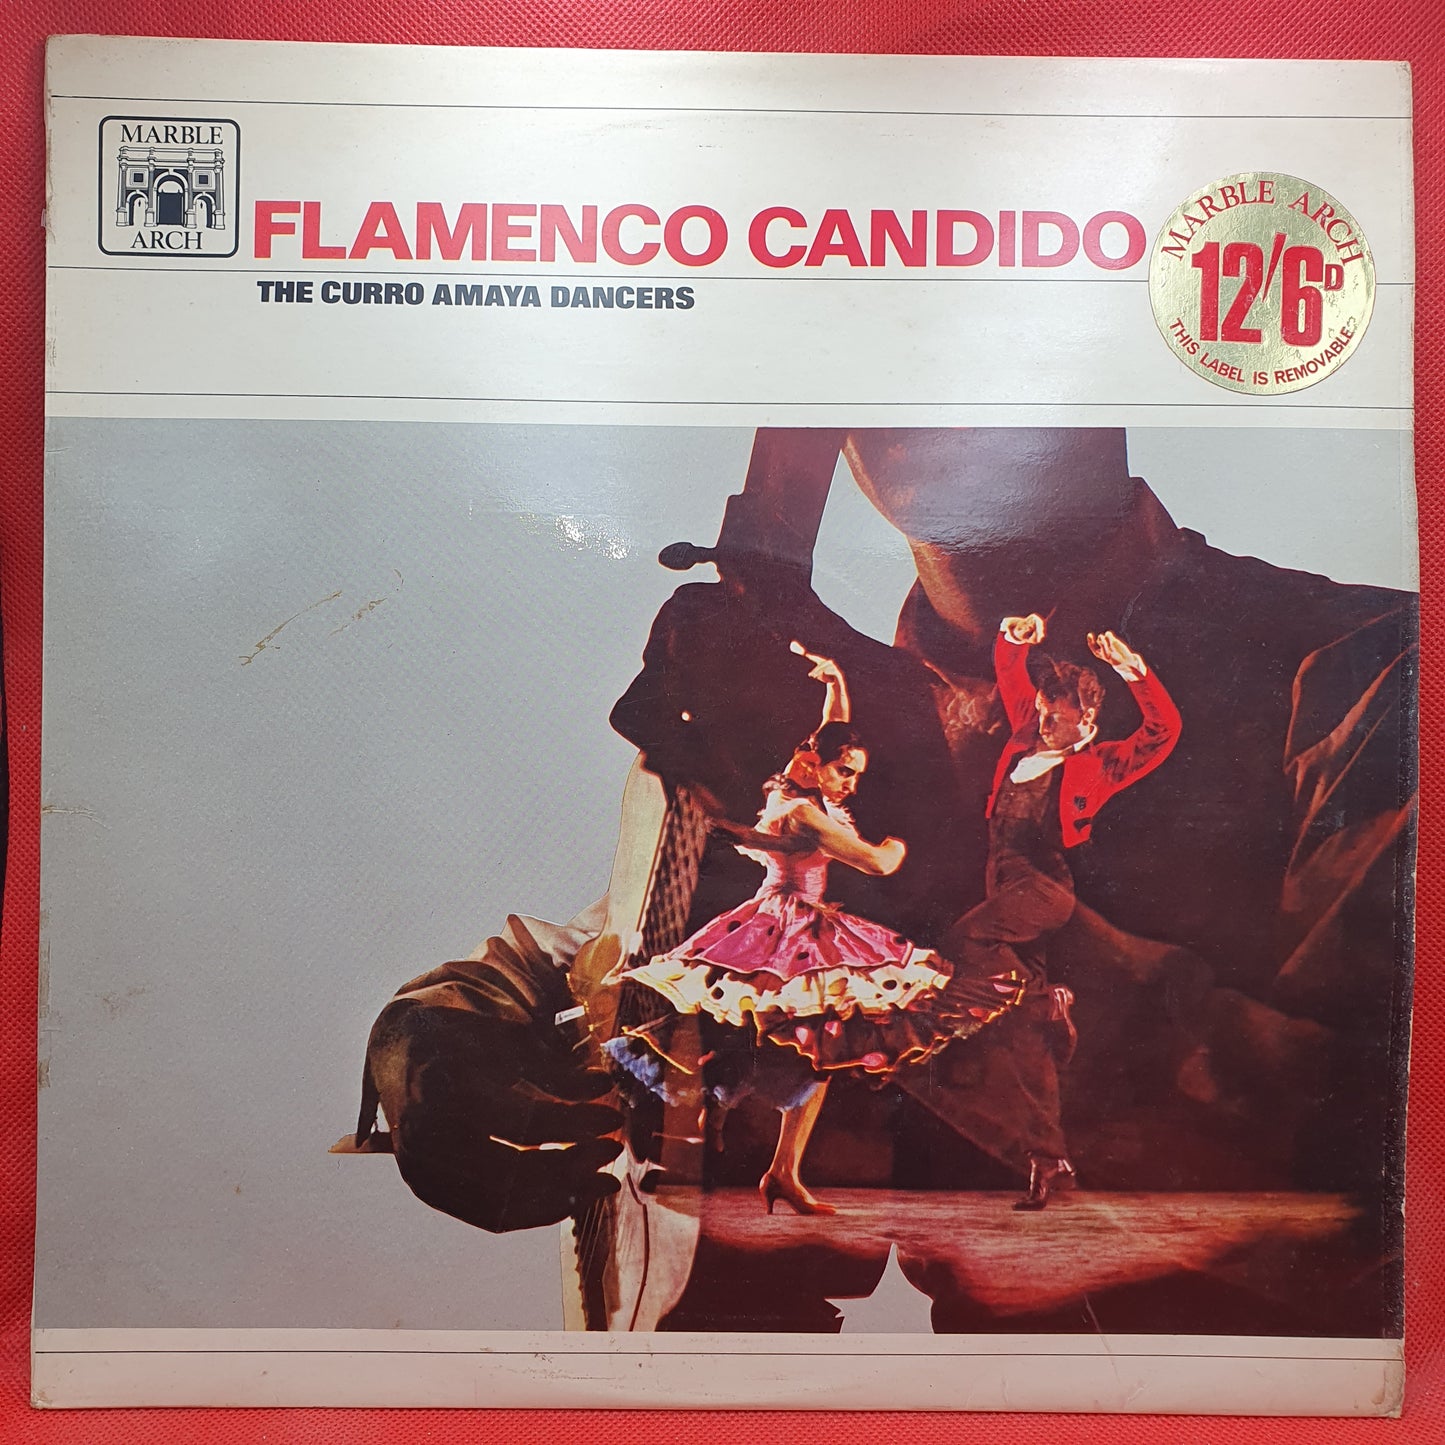 MARBLE
ARCH
FLAMENCO CANDIDO
THE CURRO AMAYA DANCERS
MARBLE ARCH
12/6D
THIS LABEL IS REMOVABLE